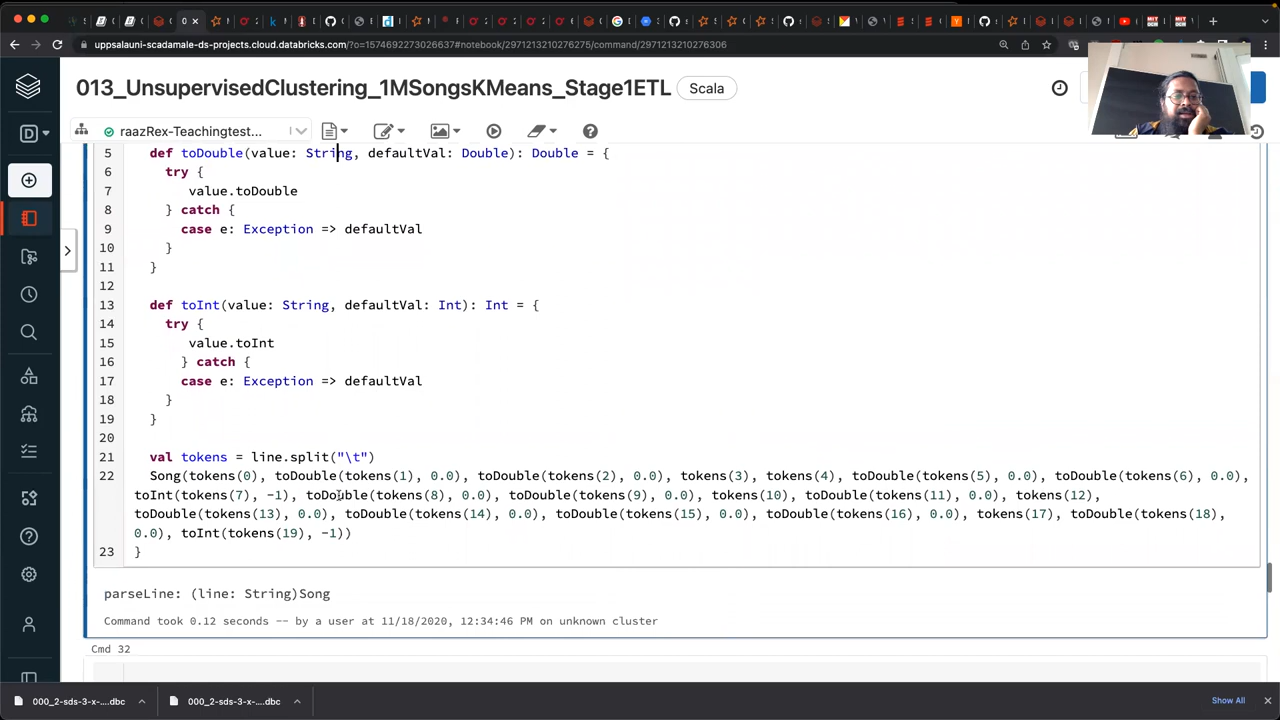 uppsalauni-scadamale-ds-projects.cloud.databricks.com/?o=1574692273026637#notebook/2971213210276275/command/2971213210276306
013_UnsupervisedClustering_1MSongsKMeans_Stage1ETL
Scala
D
raazRex-Teachingtest...
5 def toDouble(value: String, defaultVal: Double): Double = {
6 try {
7 value.toDouble
8 } catch {
9 case e: Exception => defaultVal
10 }
11 }
12
13 def toInt(value: String, defaultVal: Int): Int = {
14 try {
15 value.toInt
16 } catch {
17 case e: Exception => defaultVal
18 }
19 }
20
21 val tokens = line.split("\t")
22 Song(tokens(0), toDouble(tokens(1), 0.0), toDouble(tokens(2), 0.0), tokens(3), tokens(4), toDouble(tokens(5), 0.0), toDouble(tokens(6), 0.0),
toInt(tokens(7), -1), toDouble(tokens(8), 0.0), toDouble(tokens(9), 0.0), tokens(10), toDouble(tokens(11), 0.0), tokens(12),
toDouble(tokens(13), 0.0), toDouble(tokens(14), 0.0), toDouble(tokens(15), 0.0), toDouble(tokens(16), 0.0), tokens(17), toDouble(tokens(18),
0.0), toInt(tokens(19), -1))
23 }
parseLine: (line: String)Song
Command took 0.12 seconds -- by a user at 11/18/2020, 12:34:46 PM on unknown cluster
Cmd 32
000_2-sds-3-x-....dbc
000_2-sds-3-x-....dbc
Show All